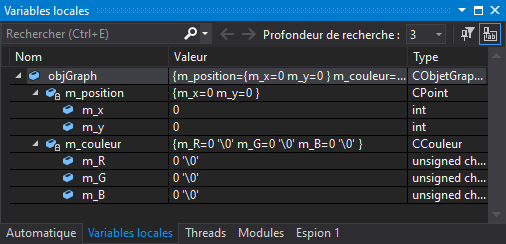 Variables locales
Rechercher (Ctrl+E) Profondeur de recherche : 3
Nom Valeur Type
objGraph {m_position={m_x=0 m_y=0 } m_couleur=... CObjetGrap...
m_position {m_x=0 m_y=0 } CPoint
m_x 0 int
m_y 0 int
m_couleur {m_R=0 '\0' m_G=0 '\0' m_B=0 '\0' } CCouleur
m_R 0 '\0' unsigned ch...
m_G 0 '\0' unsigned ch...
m_B 0 '\0' unsigned ch...
Automatique Variables locales Threads Modules Espion 1